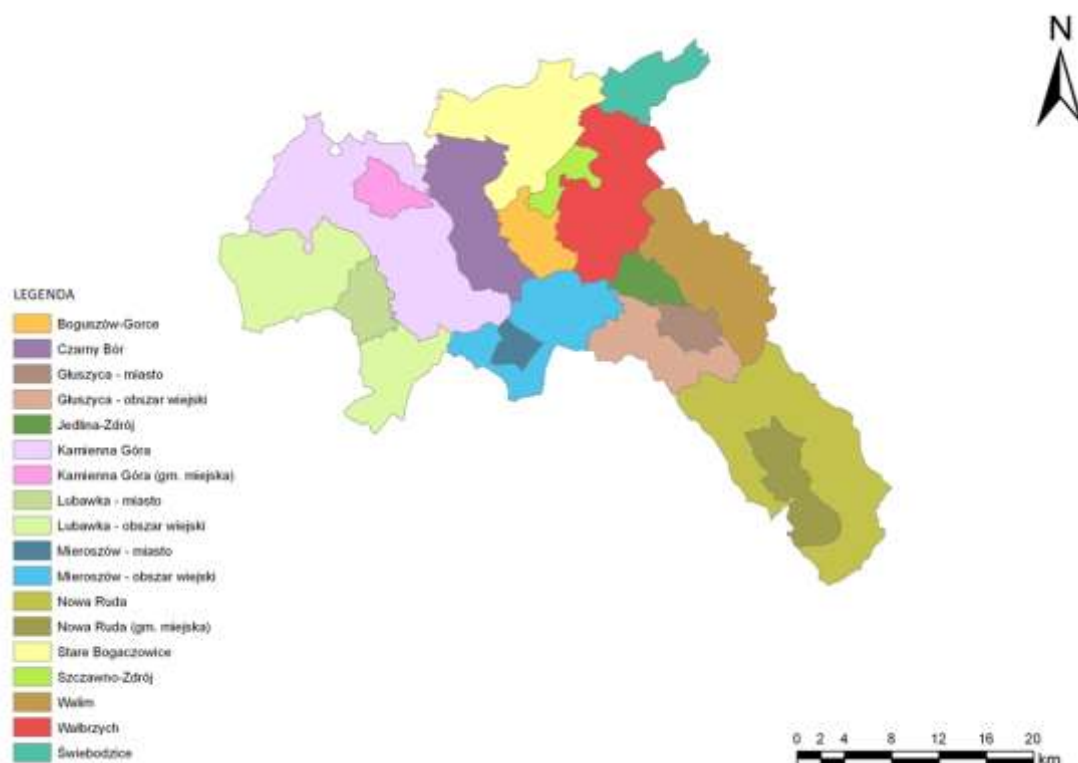 N
LEGENDA
Boguszów-Gorce
Czarny Bór
Głuszyca - miasto
Głuszyca - obszar wiejski
Jedlina-Zdrój
Kamienna Góra
Kamienna Góra (gm. miejska)
Lubawka - miasto
Lubawka - obszar wiejski
Mieroszów - miasto
Mieroszów - obszar wiejski
Nowa Ruda
Nowa Ruda (gm. miejska)
Stare Bogaczowice
Szczawno-Zdrój
Walim
Wałbrzych
Świebodzice
0 2 4 8 12 16 20
km